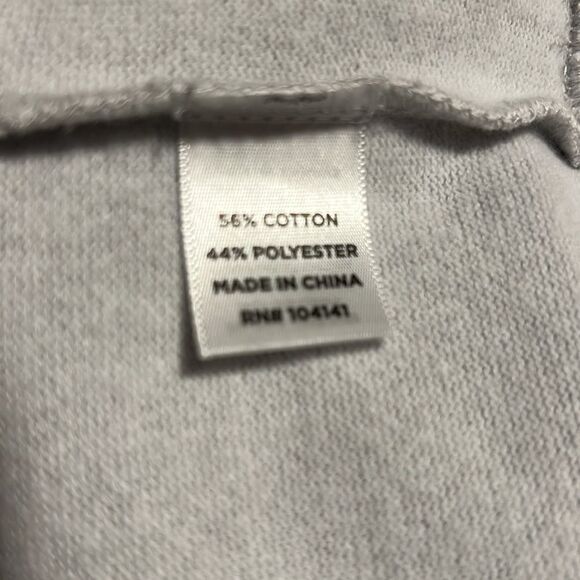 56% COTTON
44% POLYESTER
MADE IN CHINA
RN# 104141